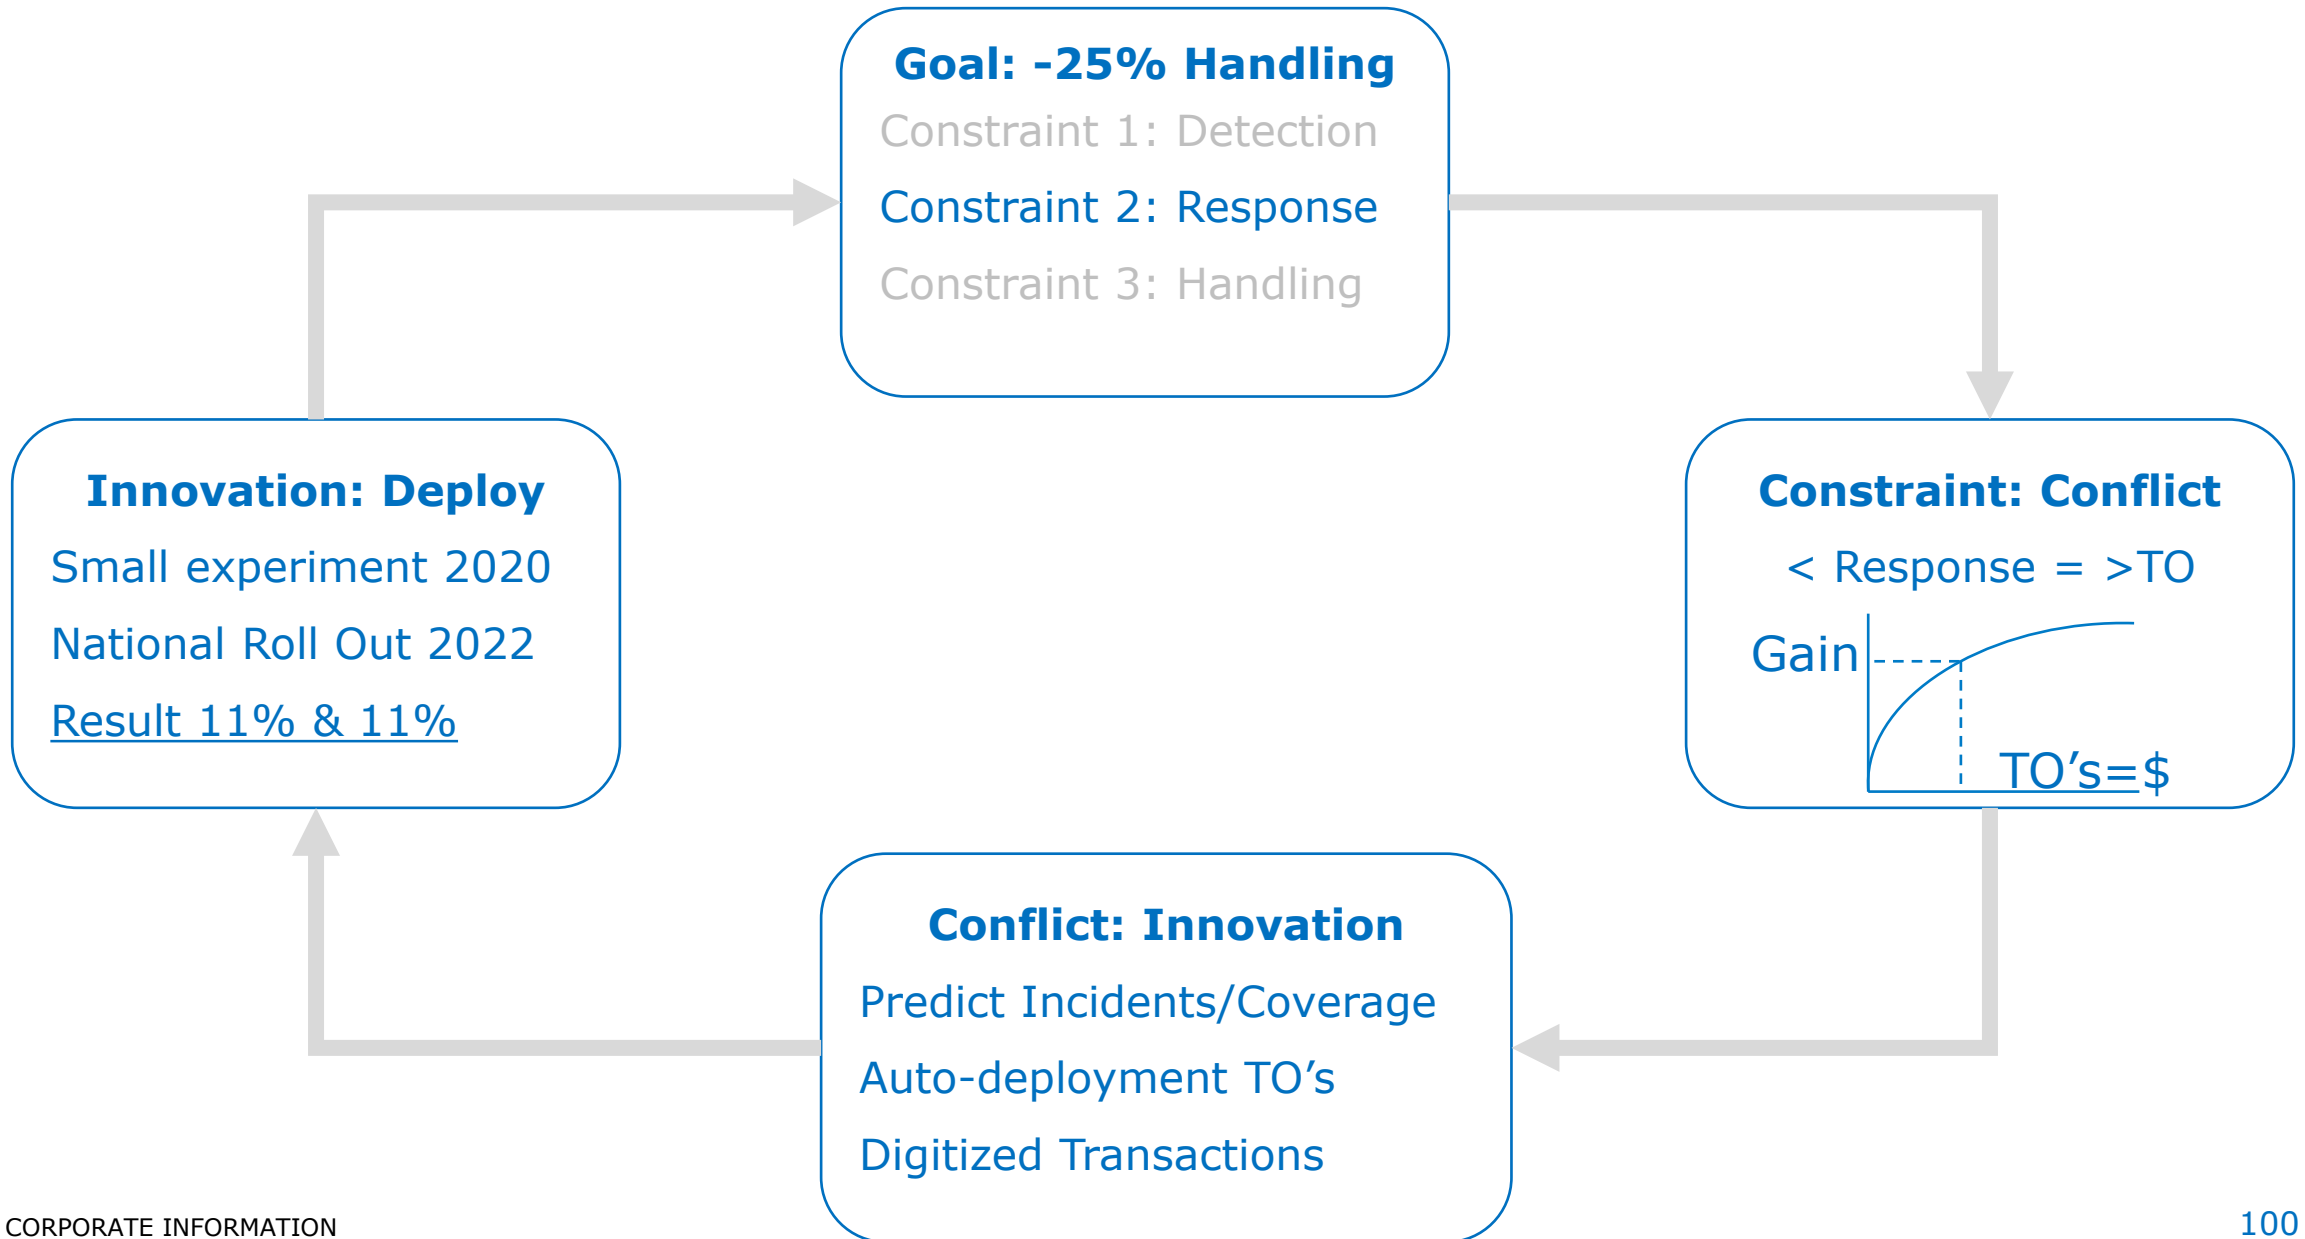 Goal: -25% Handling
Constraint 1: Detection
Constraint 2: Response
Constraint 3: Handling
Innovation: Deploy
Small experiment 2020
National Roll Out 2022
Result 11% & 11%
Constraint: Conflict
< Response = >TO
Gain
TO’s=$
Conflict: Innovation
Predict Incidents/Coverage
Auto-deployment TO’s
Digitized Transactions
CORPORATE INFORMATION
100